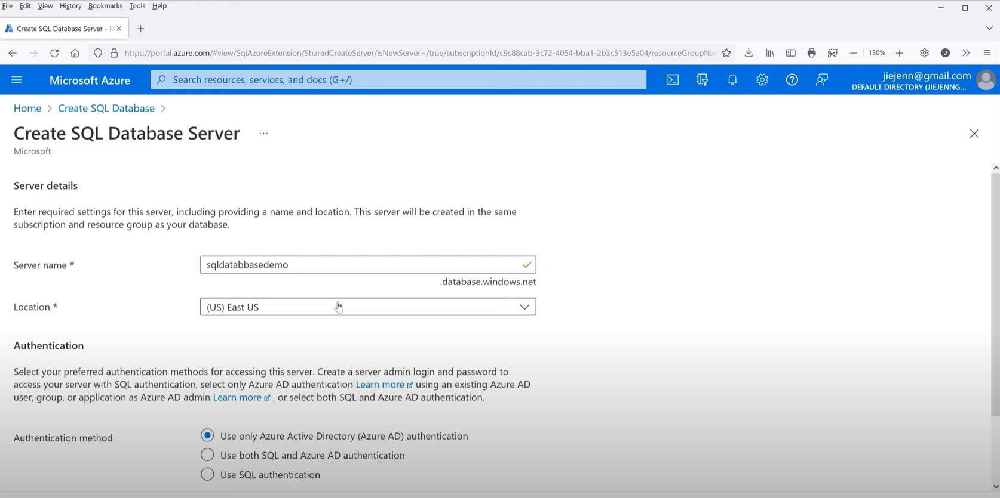 File Edit View History Bookmarks Tools Help
Create SQL Database Server - M
https://portal.azure.com/#view/SqlAzureExtension/SharedCreateServer/isNewServer~/true/subscriptionId/c9c88cab-3c72-4054-bba1-2b3c513e5a04/resourceGroupNar
130%
J
Microsoft Azure
Search resources, services, and docs (G+/)
jiejenn@gmail.com
DEFAULT DIRECTORY (JIEJENNG...
Home > Create SQL Database >
Create SQL Database Server ...
Microsoft
Server details
Enter required settings for this server, including providing a name and location. This server will be created in the same
subscription and resource group as your database.
Server name * sqldatabbasedemo
.database.windows.net
Location * (US) East US
Authentication
Select your preferred authentication methods for accessing this server. Create a server admin login and password to
access your server with SQL authentication, select only Azure AD authentication Learn more using an existing Azure AD
user, group, or application as Azure AD admin Learn more , or select both SQL and Azure AD authentication.
Authentication method
Use only Azure Active Directory (Azure AD) authentication
Use both SQL and Azure AD authentication
Use SQL authentication